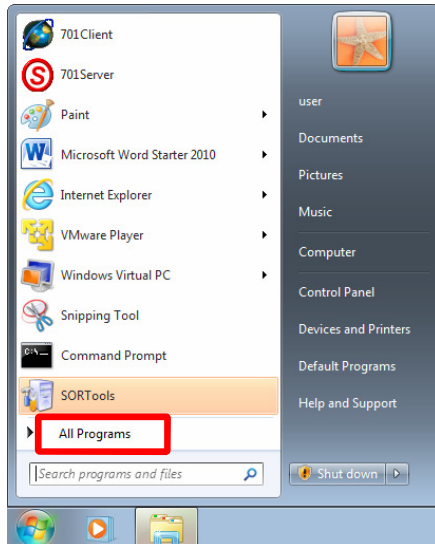 701Client
701Server
Paint
Microsoft Word Starter 2010
Internet Explorer
VMware Player
Windows Virtual PC
Snipping Tool
Command Prompt
SORTools
All Programs
Search programs and files
user
Documents
Pictures
Music
Computer
Control Panel
Devices and Printers
Default Programs
Help and Support
Shut down